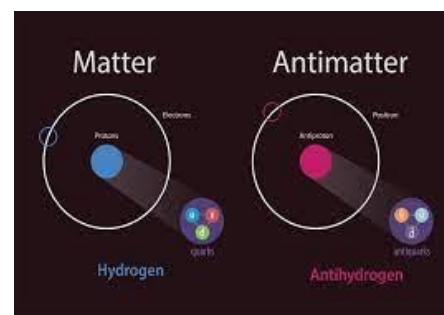 Matter
Antimatter
Electrons
Positron
Protons
Antiproton
u
d
quarks
antiquarks
Hydrogen
Antihydrogen